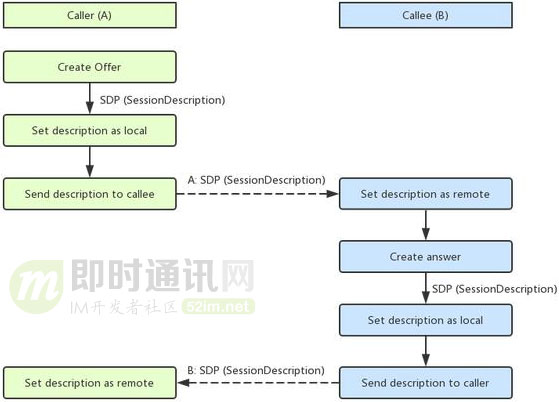 Caller (A)
Callee (B)
Create Offer
SDP (SessionDescription)
Set description as local
Send description to callee
A: SDP (SessionDescription)
Set description as remote
Create answer
SDP (SessionDescription)
Set description as local
Send description to caller
B: SDP (SessionDescription)
Set description as remote
m
即时通讯网
IM开发者社区 52im.net